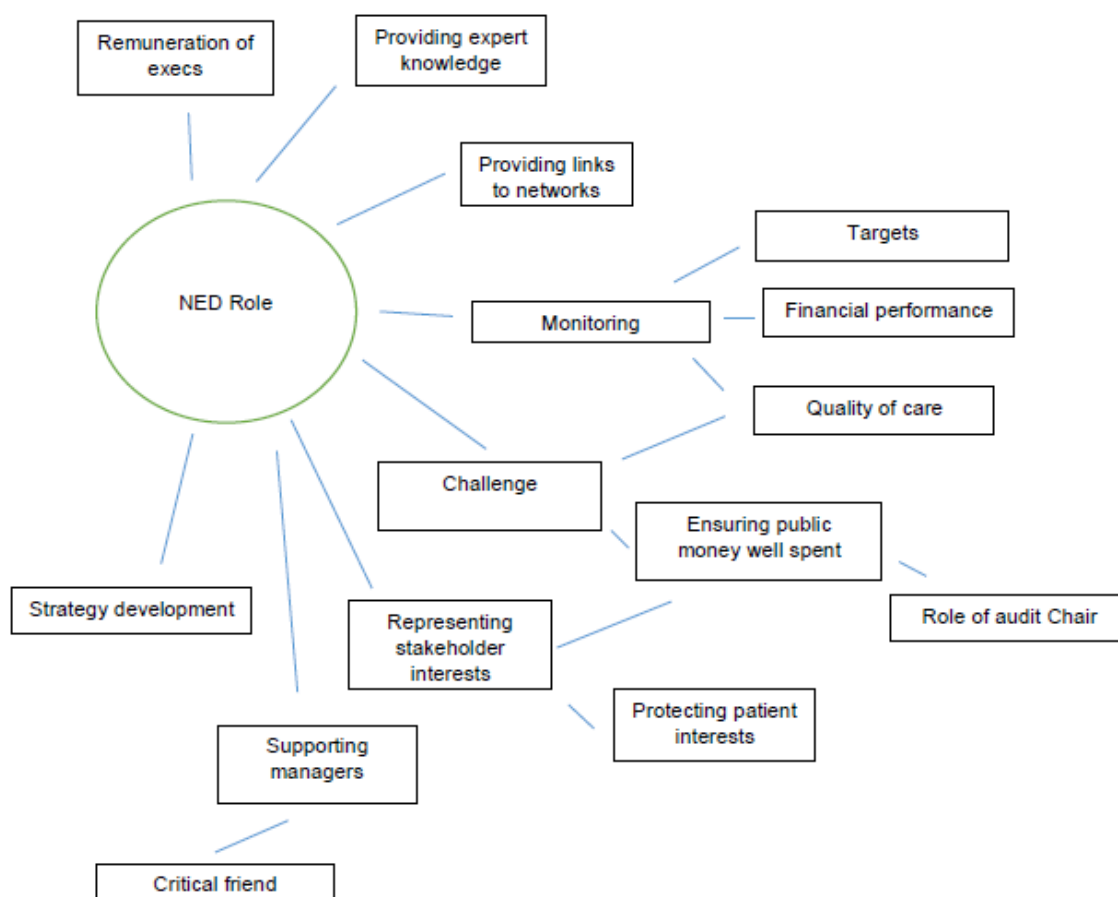 Remuneration of
execs
Providing expert
knowledge
Providing links
to networks
Targets
NED Role
Monitoring
Financial performance
Quality of care
Challenge
Ensuring public
money well spent
Strategy development
Representing
stakeholder
interests
Role of audit Chair
Protecting patient
interests
Supporting
managers
Critical friend